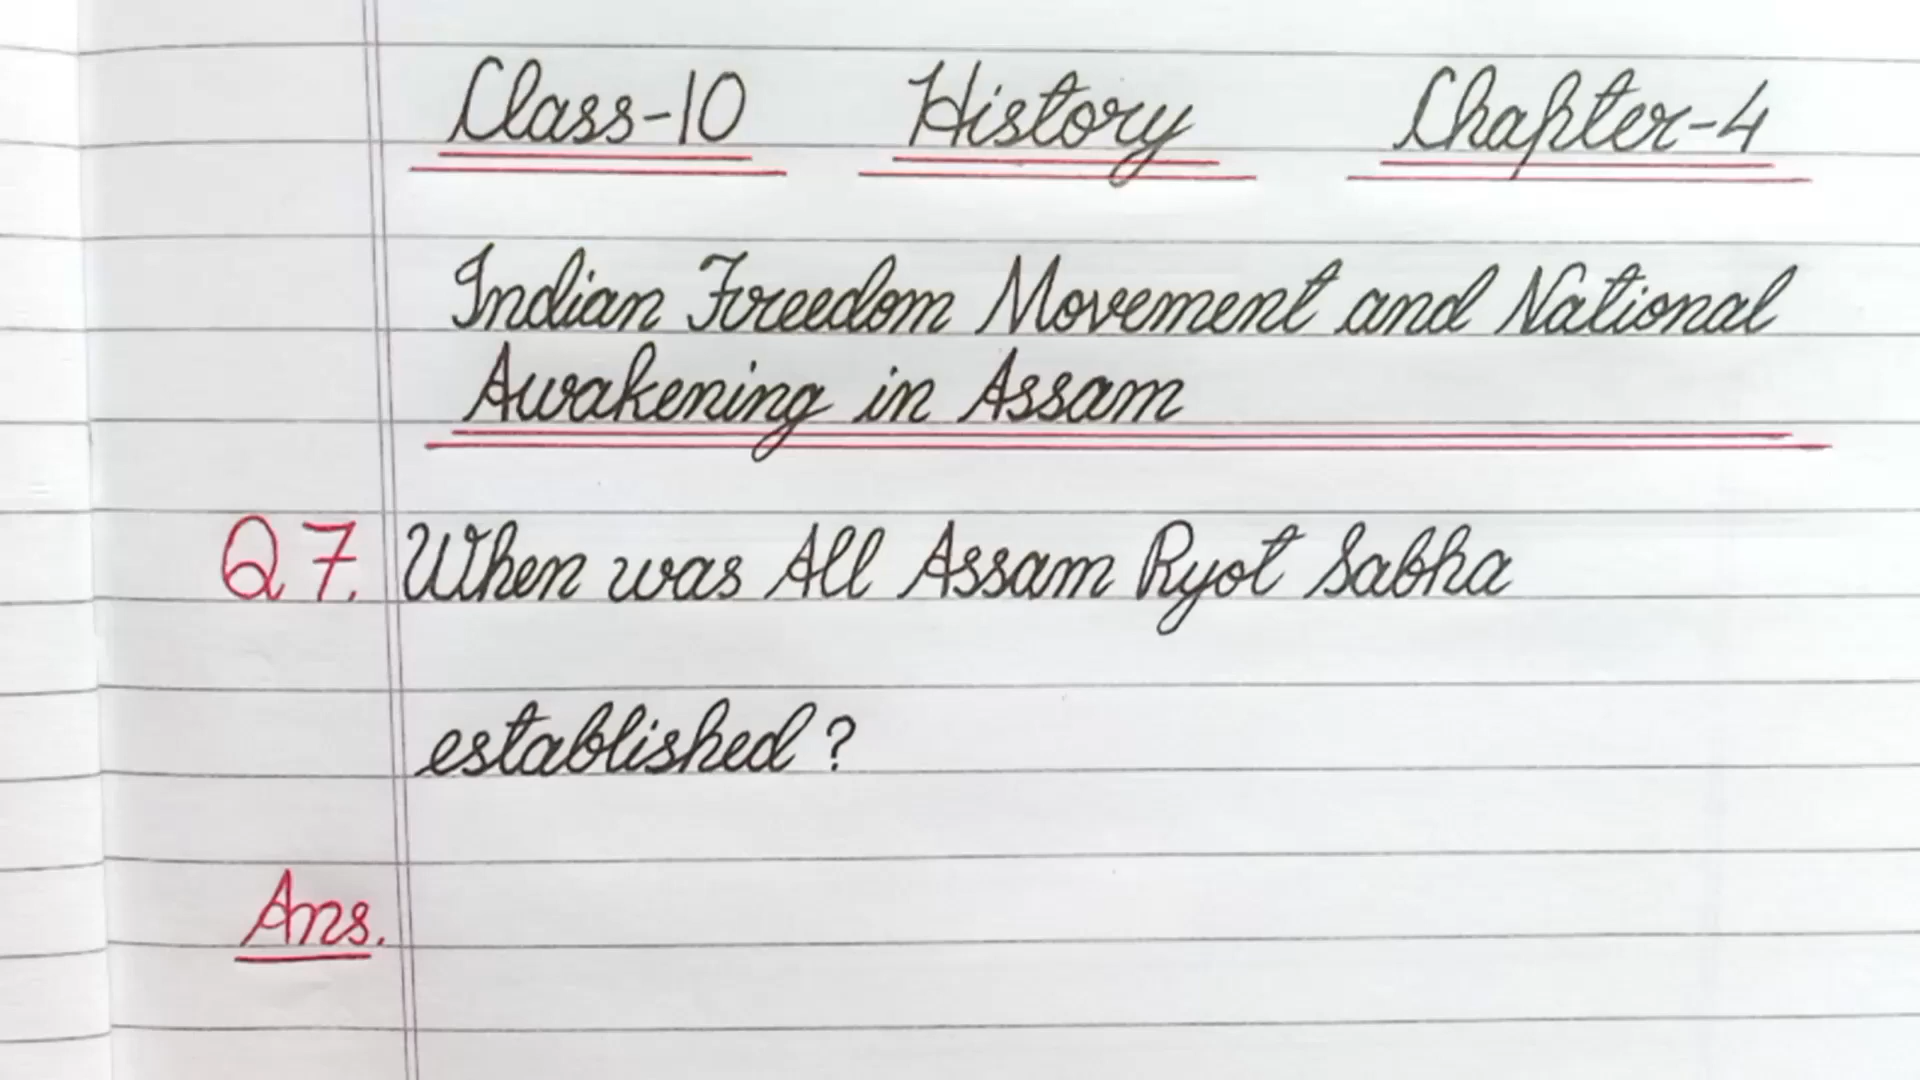 Class-10 History Chapter-4
Indian Freedom Movement and National
Awakening in Assam
Q7. When was All Assam Ryot Sabha
established?
Ans.